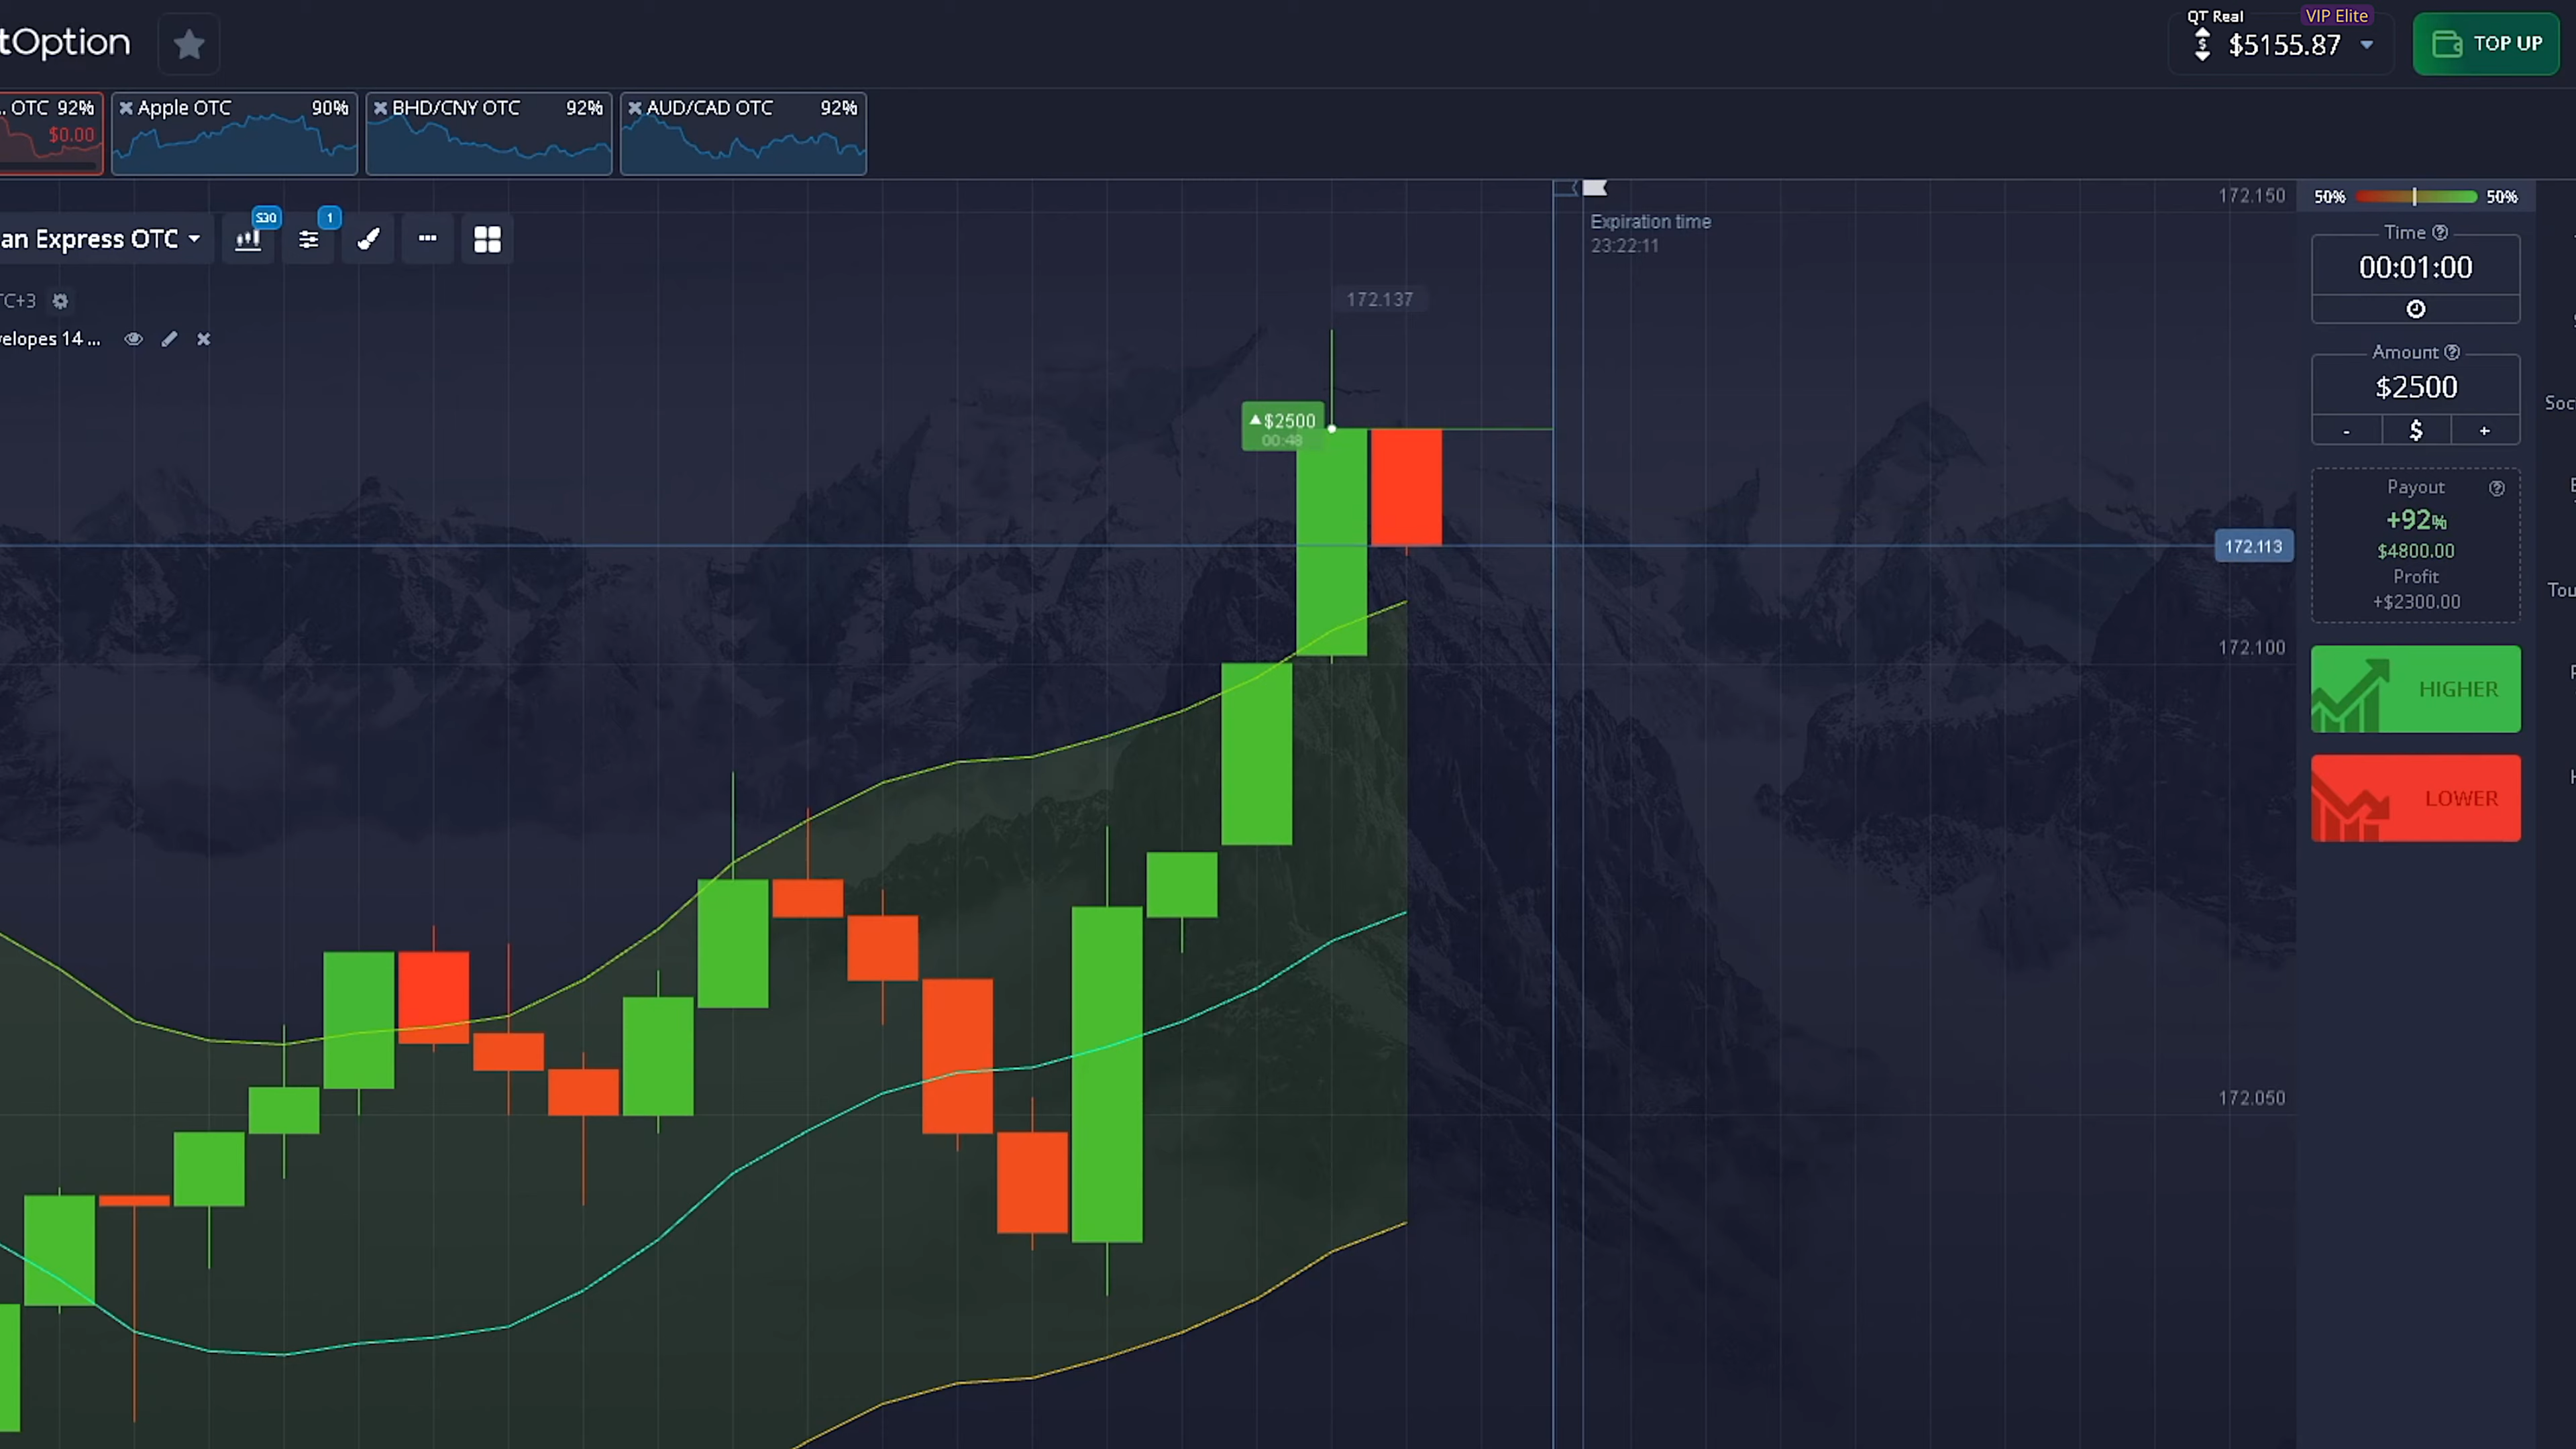 tOption
QT Real
VIP Elite
$5155.87
TOP UP
.. OTC 92%
$0.00
Apple OTC 90%
BHD/CNY OTC 92%
AUD/CAD OTC 92%
an Express OTC
S30
1
TC+3
velopes 14 ...
Expiration time
23:22:11
172.137
$2500
00:48
172.150
172.113
172.100
172.050
50%
50%
Time
00:01:00
Amount
$2500
- $ +
Payout
+92%
$4800.00
Profit
+$2300.00
HIGHER
LOWER
Soc
Tou